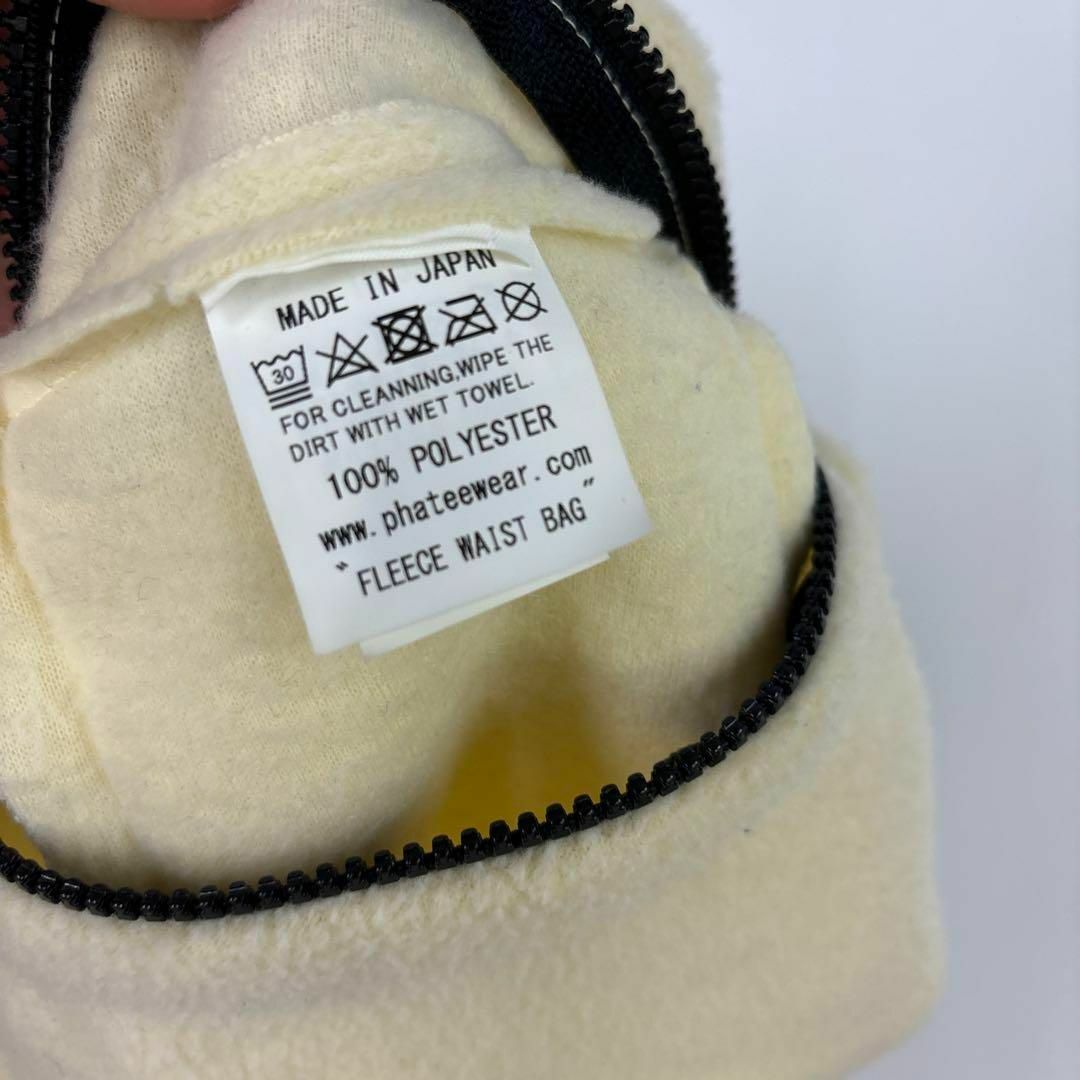 MADE IN JAPAN
30
FOR CLEANNING,WIPE THE
DIRT WITH WET TOWEL.
100% POLYESTER
www.phateewear.com
"FLEECE WAIST BAG"